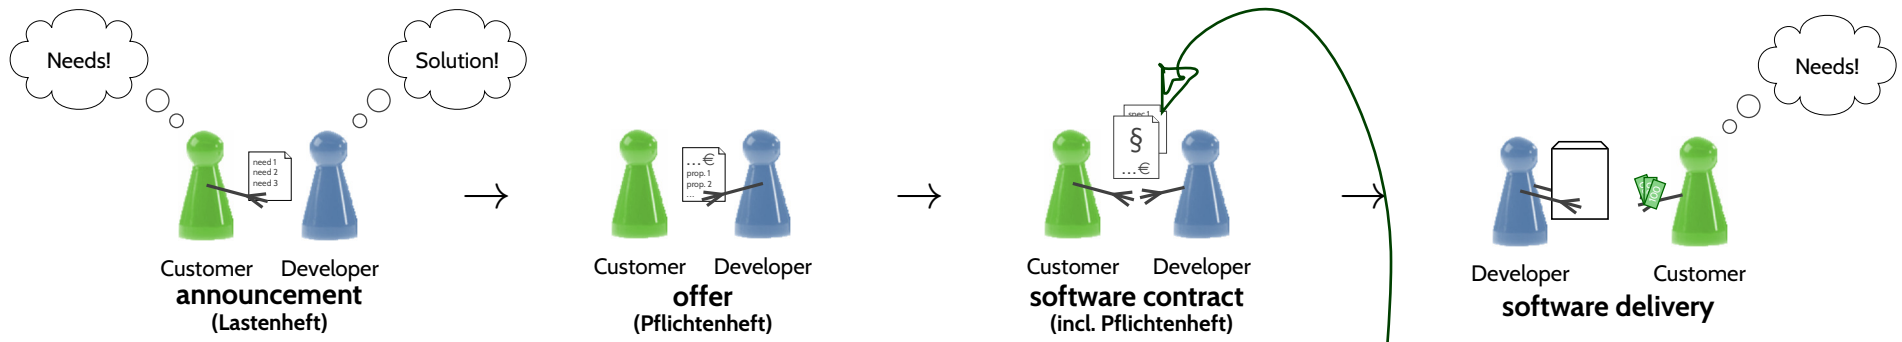 Needs!
Solution!
need 1
need 2
need 3
Customer
Developer
announcement
(Lastenheft)
...€
prop. 1
prop. 2
...
Customer
Developer
offer
(Pflichtenheft)
§
...€
Customer
Developer
software contract
(incl. Pflichtenheft)
Needs!
Developer
Customer
software delivery